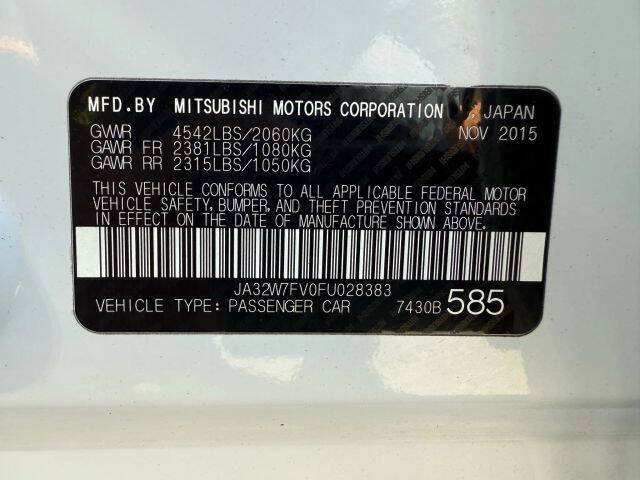 MFD.BY MITSUBISHI MOTORS CORPORATION , JAPAN
GVWR 4542LBS/2060KG NOV 2015
GAWR FR 2381LBS/1080KG
GAWR RR 2315LBS/1050KG
THIS VEHICLE CONFORMS TO ALL APPLICABLE FEDERAL MOTOR
VEHICLE SAFETY, BUMPER, AND THEFT PREVENTION STANDARDS
IN EFFECT ON THE DATE OF MANUFACTURE SHOWN ABOVE.
JA32W7FV0FU028383
VEHICLE TYPE: PASSENGER CAR 7430B 585